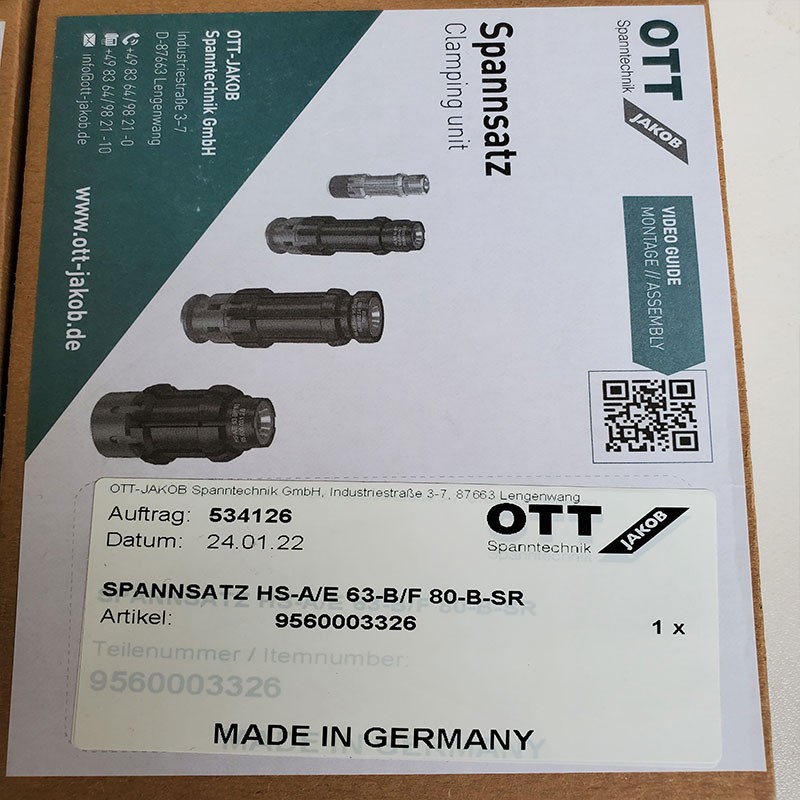 OTT
Spanntechnik
JAKOB
VIDEO GUIDE
MONTAGE // ASSEMBLY
Spannsatz
Clamping unit
OTT-JAKOB
Spanntechnik GmbH
Industriestraße 3-7
D-87663 Lengenwang
+49 83 64/98 21-0
+49 83 64/98 21-10
info@ott-jakob.de
www.ott-jakob.de
OTT-JAKOB Spanntechnik GmbH, Industriestraße 3-7, 87663 Lengenwang
Auftrag: 534126
Datum: 24.01.22
OTT
Spanntechnik
JAKOB
SPANNSATZ HS-A/E 63-B/F 80-B-SR
Artikel: 9560003326
1 x
Teilenummer / Itemnumber:
9560003326
MADE IN GERMANY